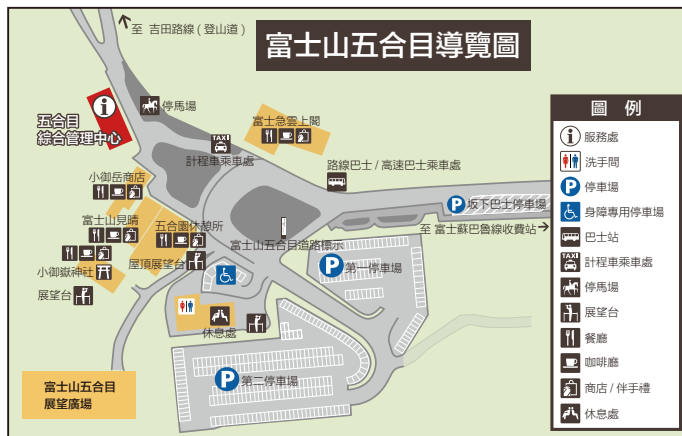 至 吉田路線 ( 登山道 )
富士山五合目導覽圖
五合目
綜合管理中心
停馬場
富士急雲上閣
TAXI
計程車乘車處
路線巴士 / 高速巴士乘車處
小御岳商店
坂下巴士停車場
富士山見晴
五合園休憩所
至 富士蘇巴魯線收費站
富士山五合目道路標示
屋頂展望台
第一停車場
小御嶽神社
展望台
休息處
第二停車場
富士山五合目
展望廣場
圖 例
服務處
洗手間
停車場
身障專用停車場
巴士站
TAXI
計程車乘車處
停馬場
展望台
餐廳
咖啡廳
商店 / 伴手禮
休息處